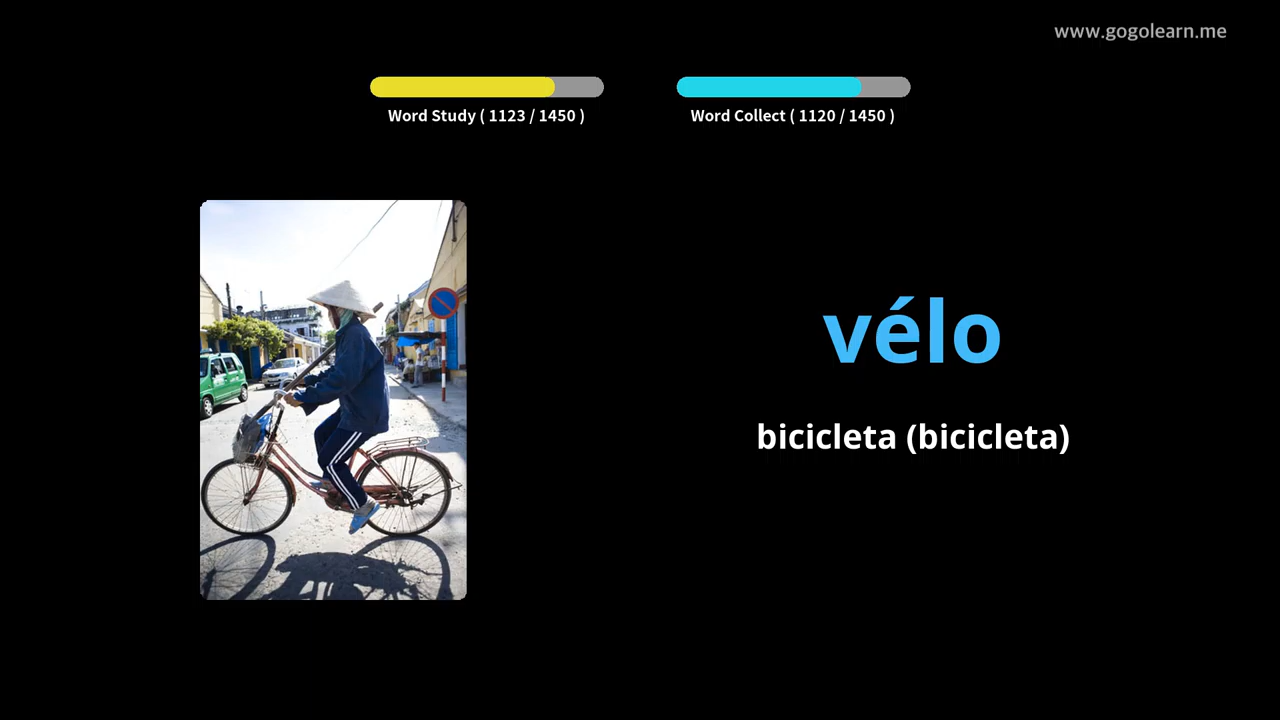 www.gogolearn.me
Word Study ( 1123 / 1450 )
Word Collect ( 1120 / 1450 )
vélo
bicicleta (bicicleta)